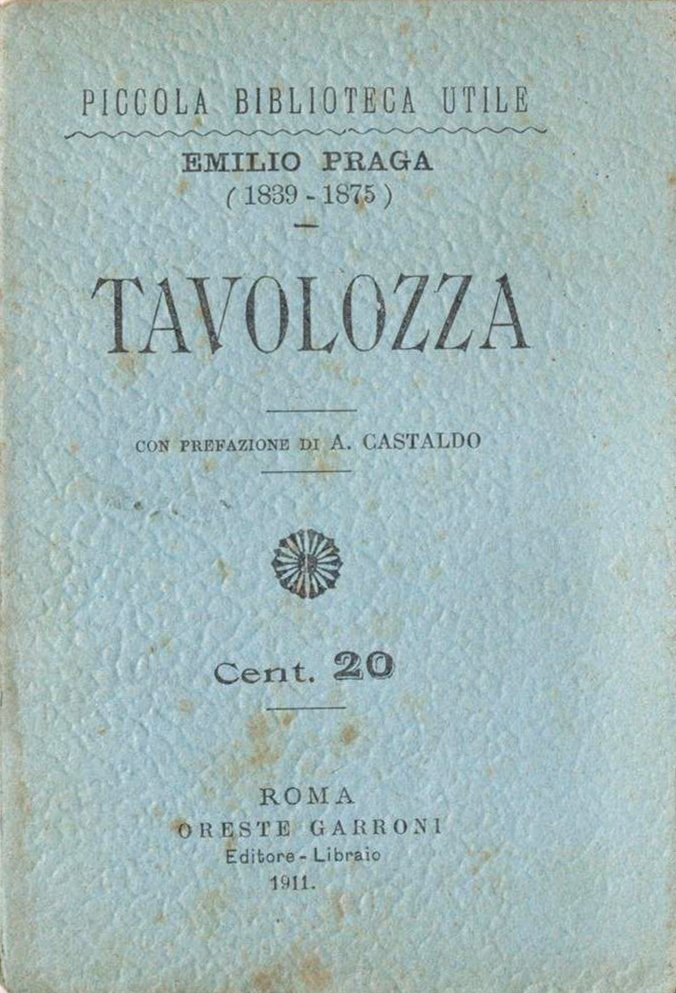 PICCOLA BIBLIOTECA UTILE
EMILIO PRAGA
(1839-1875)
TAVOLOZZA
CON PREFAZIONE DI A. CASTALDO
Cent. 20
ROMA
ORESTE GARRONI
Editore-Libraio
1911.